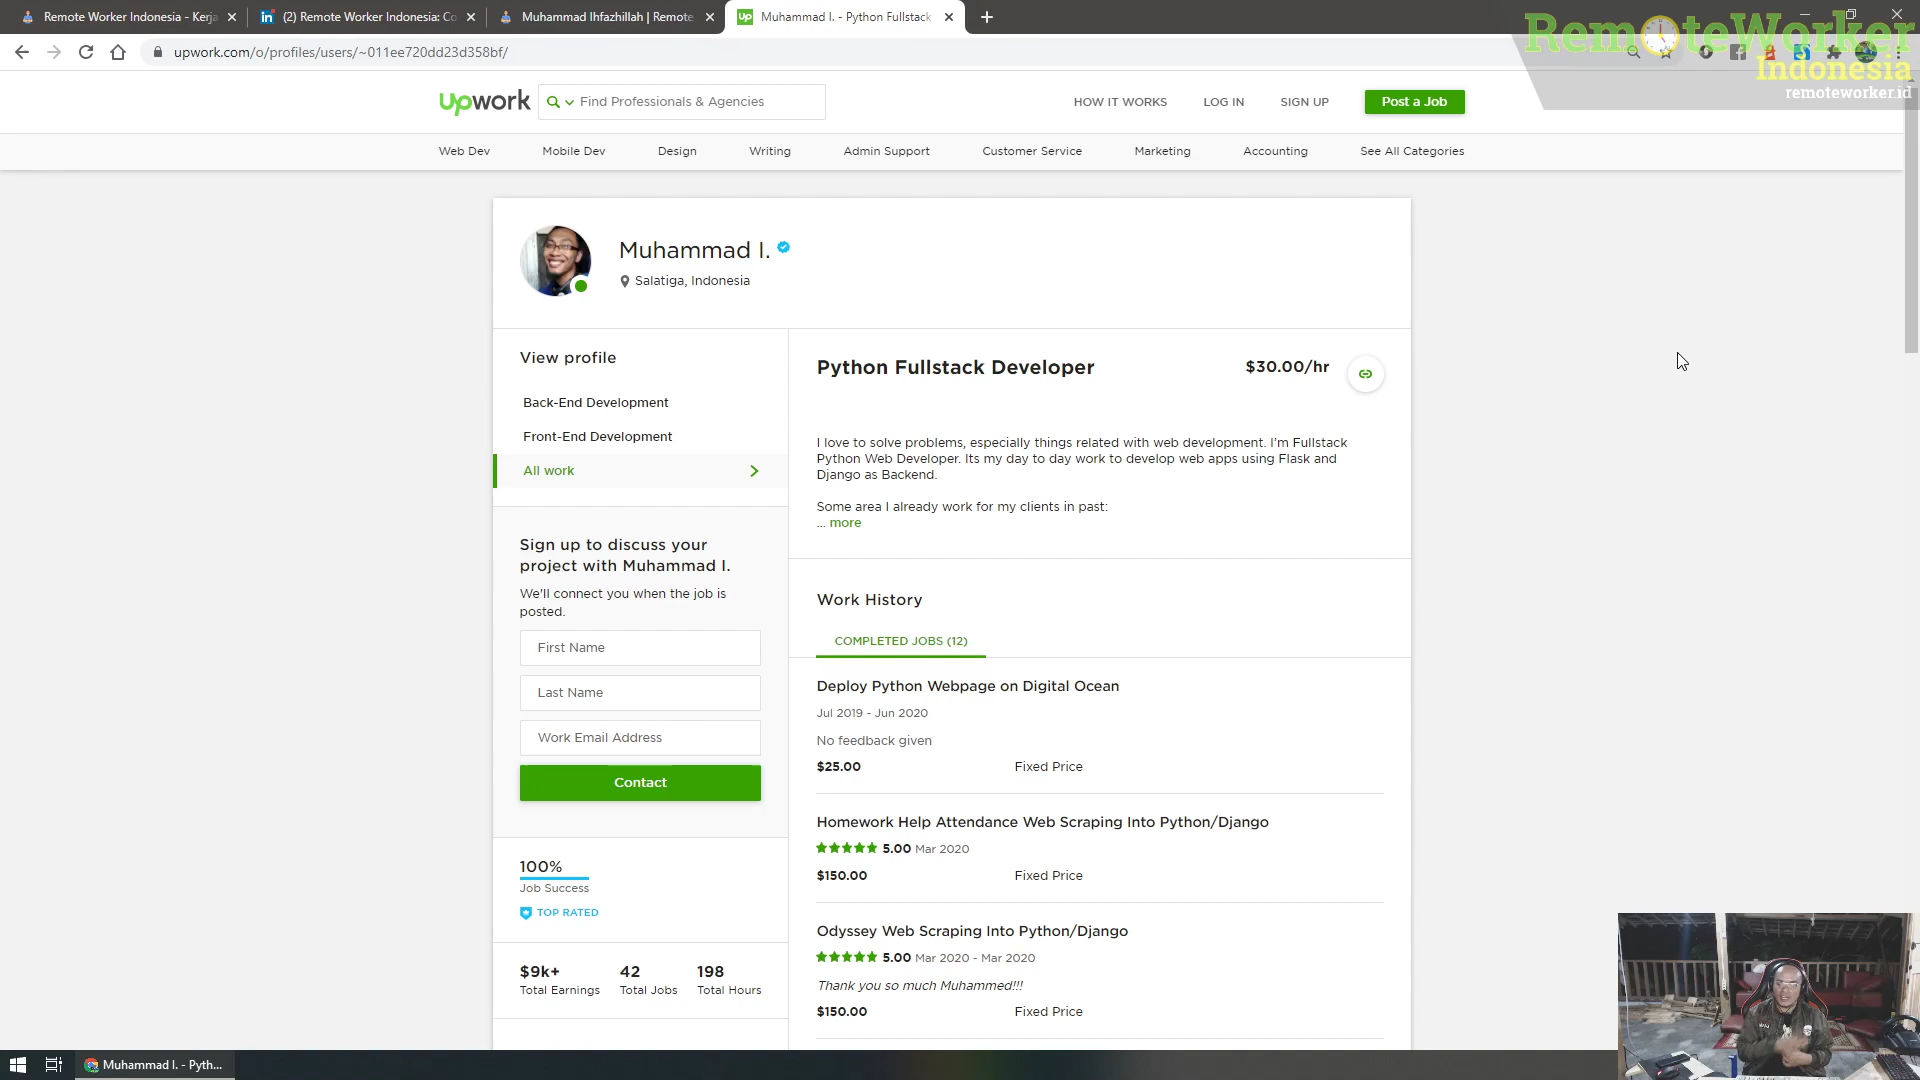 Remote Worker Indonesia - Kerja
(2) Remote Worker Indonesia: Co
Muhammad Ihfazhillah | Remote
Muhammad I. - Python Fullstack
upwork.com/o/profiles/users/~011ee720dd23d358bf/
RemoteWorker
Indonesia
remoteworker.id
upwork
Find Professionals & Agencies
HOW IT WORKS
LOG IN
SIGN UP
Post a Job
Web Dev
Mobile Dev
Design
Writing
Admin Support
Customer Service
Marketing
Accounting
See All Categories
Muhammad I.
Salatiga, Indonesia
View profile
Back-End Development
Front-End Development
All work
Sign up to discuss your
project with Muhammad I.
We'll connect you when the job is
posted.
First Name
Last Name
Work Email Address
Contact
100%
Job Success
TOP RATED
$9k+ 42 198
Total Earnings Total Jobs Total Hours
Python Fullstack Developer
$30.00/hr
I love to solve problems, especially things related with web development. I'm Fullstack
Python Web Developer. Its my day to day work to develop web apps using Flask and
Django as Backend.
Some area I already work for my clients in past:
... more
Work History
COMPLETED JOBS (12)
Deploy Python Webpage on Digital Ocean
Jul 2019 - Jun 2020
No feedback given
$25.00 Fixed Price
Homework Help Attendance Web Scraping Into Python/Django
5.00 Mar 2020
$150.00 Fixed Price
Odyssey Web Scraping Into Python/Django
5.00 Mar 2020 - Mar 2020
Thank you so much Muhammed!!!
$150.00 Fixed Price
Muhammad I. - Pyth...